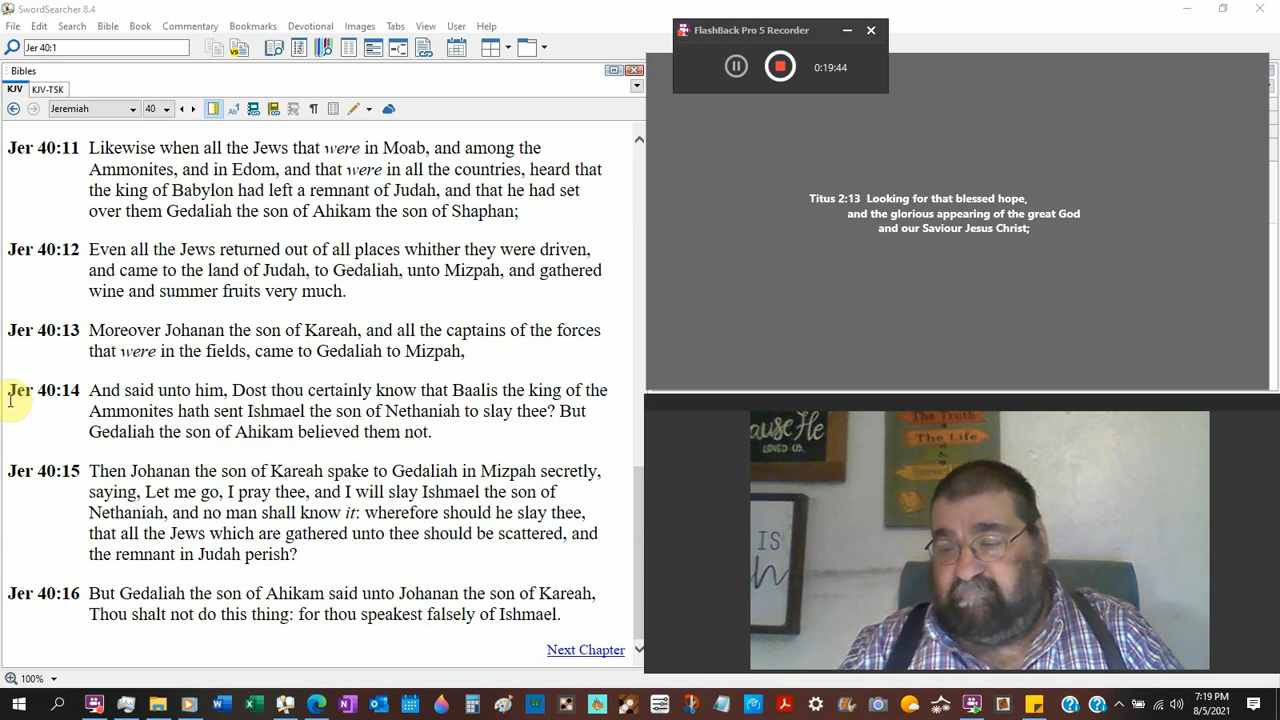 SwordSearcher 8.4
File Edit Search Bible Book Commentary Bookmarks Devotional Images Tabs View User Help
Jer 40:1
VS
Bibles
KJV KJV-TSK
Jeremiah 40
Jer 40:11 Likewise when all the Jews that were in Moab, and among the
Ammonites, and in Edom, and that were in all the countries, heard that
the king of Babylon had left a remnant of Judah, and that he had set
over them Gedaliah the son of Ahikam the son of Shaphan;
Jer 40:12 Even all the Jews returned out of all places whither they were driven,
and came to the land of Judah, to Gedaliah, unto Mizpah, and gathered
wine and summer fruits very much.
Jer 40:13 Moreover Johanan the son of Kareah, and all the captains of the forces
that were in the fields, came to Gedaliah to Mizpah,
Jer 40:14 And said unto him, Dost thou certainly know that Baalis the king of the
Ammonites hath sent Ishmael the son of Nethaniah to slay thee? But
Gedaliah the son of Ahikam believed them not.
Jer 40:15 Then Johanan the son of Kareah spake to Gedaliah in Mizpah secretly,
saying, Let me go, I pray thee, and I will slay Ishmael the son of
Nethaniah, and no man shall know it: wherefore should he slay thee,
that all the Jews which are gathered unto thee should be scattered, and
the remnant in Judah perish?
Jer 40:16 But Gedaliah the son of Ahikam said unto Johanan the son of Kareah,
Thou shalt not do this thing: for thou speakest falsely of Ishmael.
Next Chapter
100%
FlashBack Pro 5 Recorder
0:19:44
Titus 2:13 Looking for that blessed hope,
and the glorious appearing of the great God
and our Saviour Jesus Christ;
ause He
LOVED US.
The Truth
The Life
IS
7:19 PM
8/5/2021